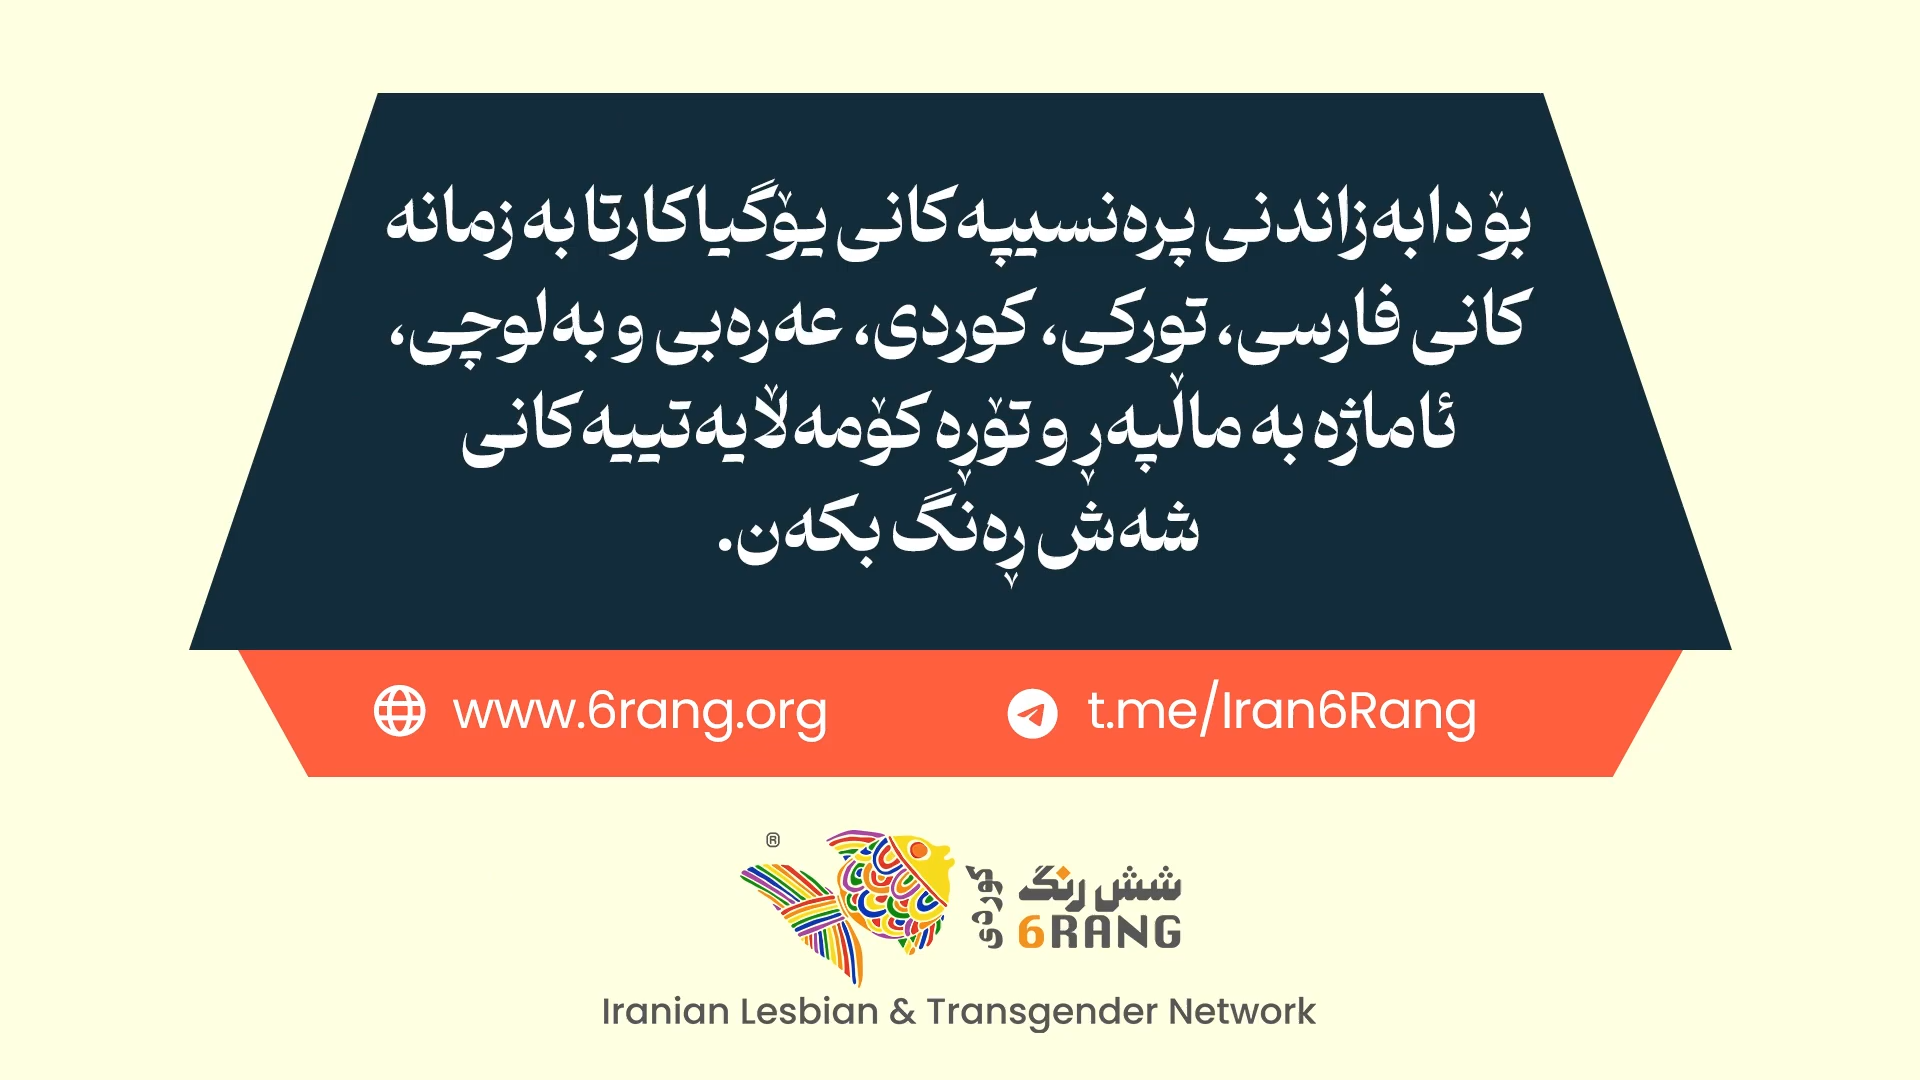 بۆ دابەزاندنی پرەنسیپەکانی یۆگیاکارتا بە زمانە
کانی فارسی، تورکی، کوردی، عەرەبی و بەلوچی،
ئاماژە بە ماڵپەڕ و تۆڕە کۆمەڵایەتییەکانی
شەش ڕەنگ بکەن.
www.6rang.org
t.me/Iran6Rang
®
شش رنگ
کوردی
6RANG
Iranian Lesbian & Transgender Network